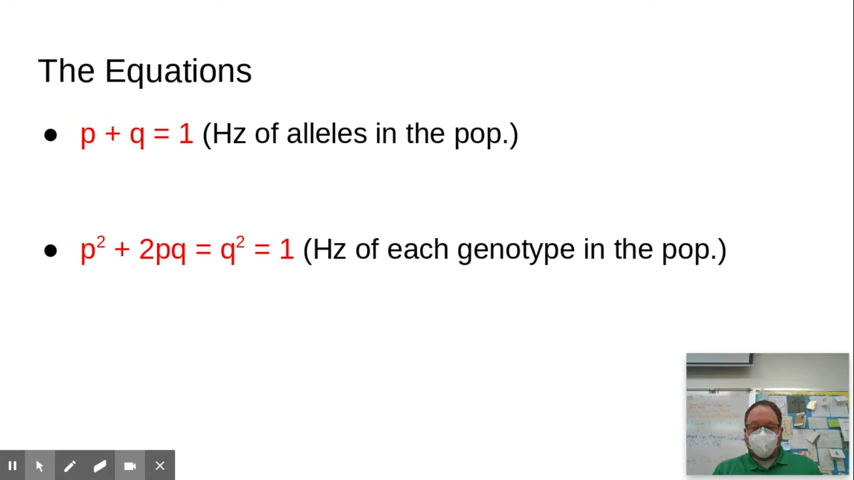 The Equations
● p + q = 1 (Hz of alleles in the pop.)
● p² + 2pq = q² = 1 (Hz of each genotype in the pop.)